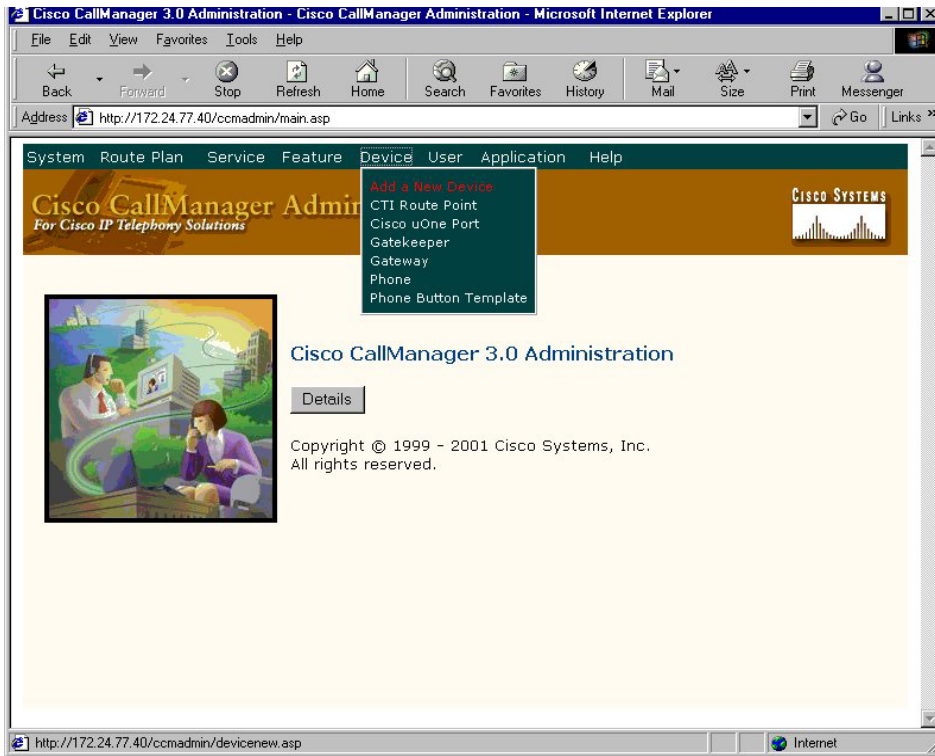 Cisco CallManager 3.0 Administration - Cisco CallManager Administration - Microsoft Internet Explorer
File Edit View Favorites Tools Help
Back Forward Stop Refresh Home Search Favorites History Mail Size Print Messenger
Address http://172.24.77.40/ccmadmin/main.asp Go Links »
System Route Plan Service Feature Device User Application Help
Cisco CallManager Admin
For Cisco IP Telephony Solutions
CISCO SYSTEMS
Add a New Device
CTI Route Point
Cisco uOne Port
Gatekeeper
Gateway
Phone
Phone Button Template
Cisco CallManager 3.0 Administration
Details
Copyright © 1999 - 2001 Cisco Systems, Inc.
All rights reserved.
http://172.24.77.40/ccmadmin/devicenew.asp Internet